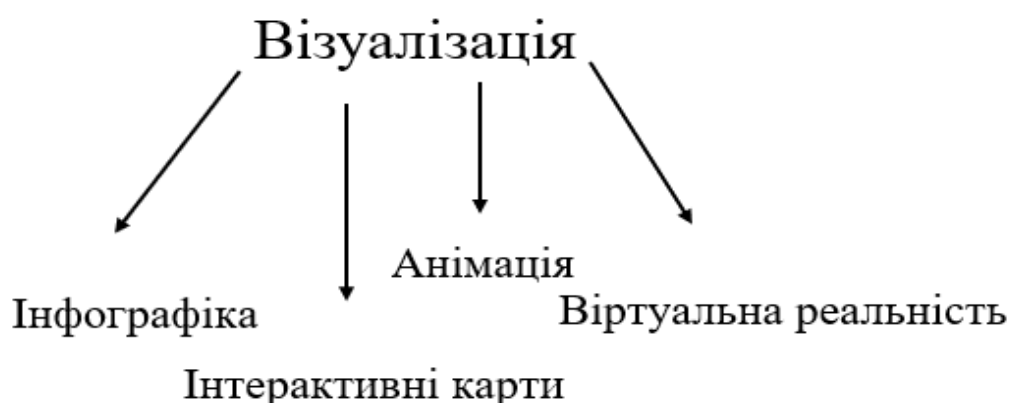 Візуалізація
Анімація
Інфографіка
Віртуальна реальність
Інтерактивні карти